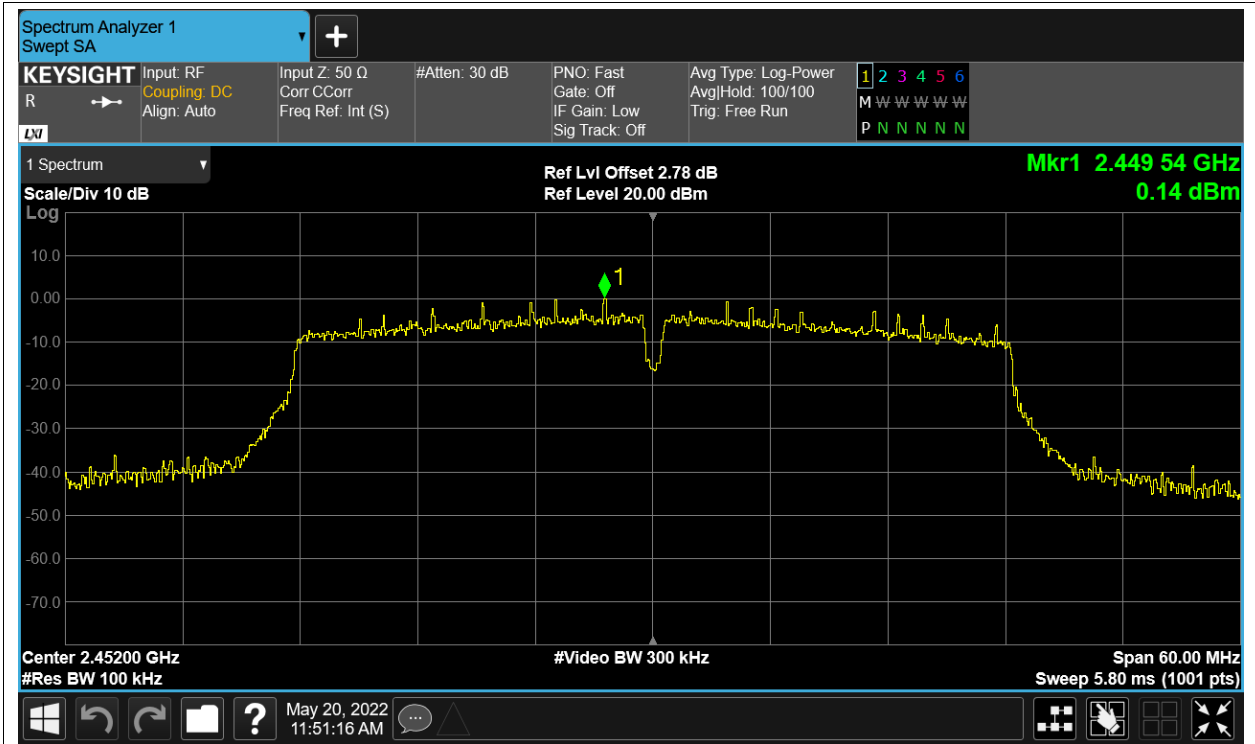 Spectrum Analyzer 1
Swept SA
KEYSIGHT
R
LXI
Input: RF
Coupling: DC
Align: Auto
Input Z: 50 Ω
Corr CCorr
Freq Ref: Int (S)
#Atten: 30 dB
PNO: Fast
Gate: Off
IF Gain: Low
Sig Track: Off
Avg Type: Log-Power
Avg|Hold: 100/100
Trig: Free Run
1 2 3 4 5 6
M W W W W W
P N N N N N
1 Spectrum
Scale/Div 10 dB
Log
Ref Lvl Offset 2.78 dB
Ref Level 20.00 dBm
Mkr1 2.449 54 GHz
0.14 dBm
10.0
0.00
-10.0
-20.0
-30.0
-40.0
-50.0
-60.0
-70.0
1
Center 2.45200 GHz
#Res BW 100 kHz
#Video BW 300 kHz
Span 60.00 MHz
Sweep 5.80 ms (1001 pts)
?
May 20, 2022
11:51:16 AM